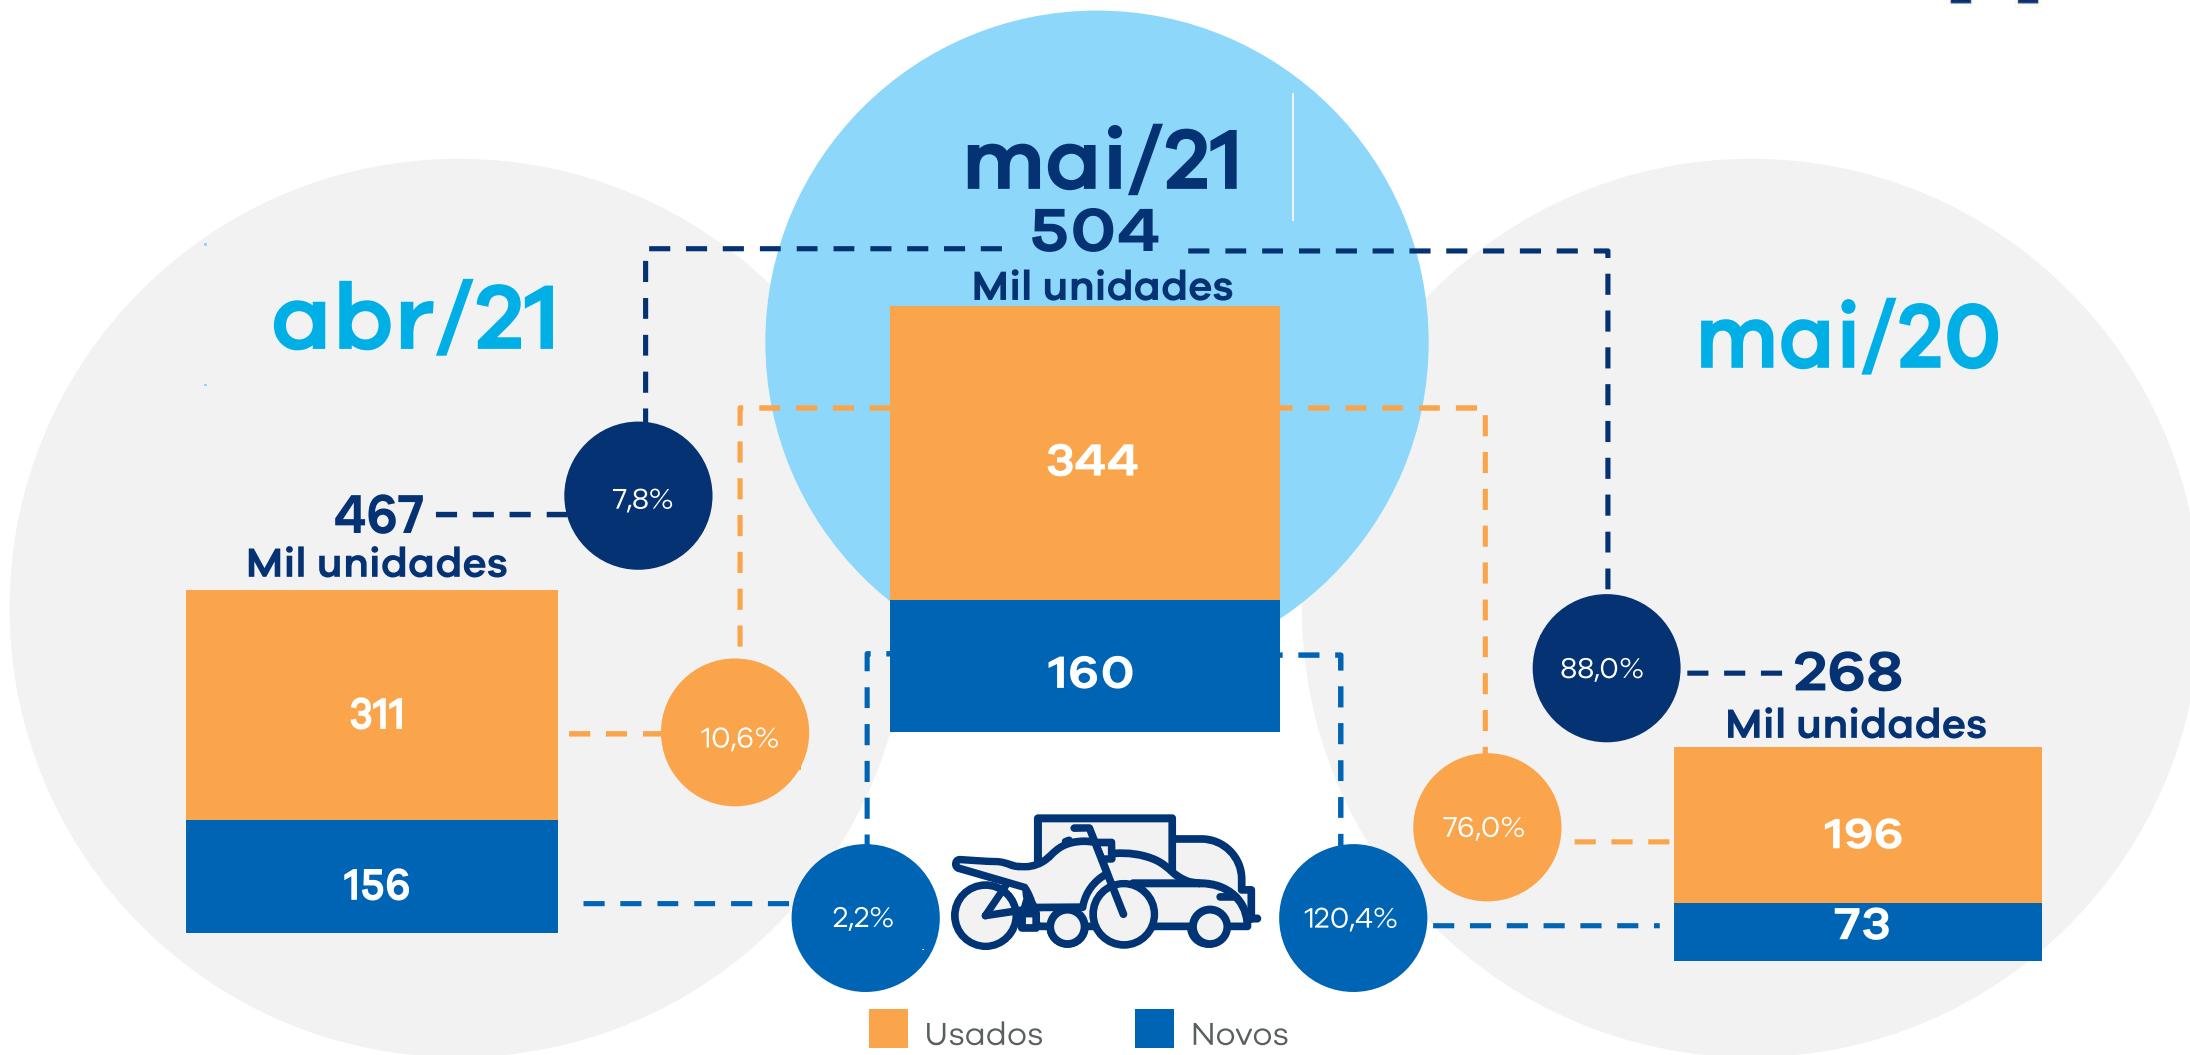 mai/21
504
Mil unidades
344
160
abr/21
467
Mil unidades
311
156
7,8%
10,6%
2,2%
mai/20
268
Mil unidades
196
73
88,0%
76,0%
120,4%
Usados
Novos